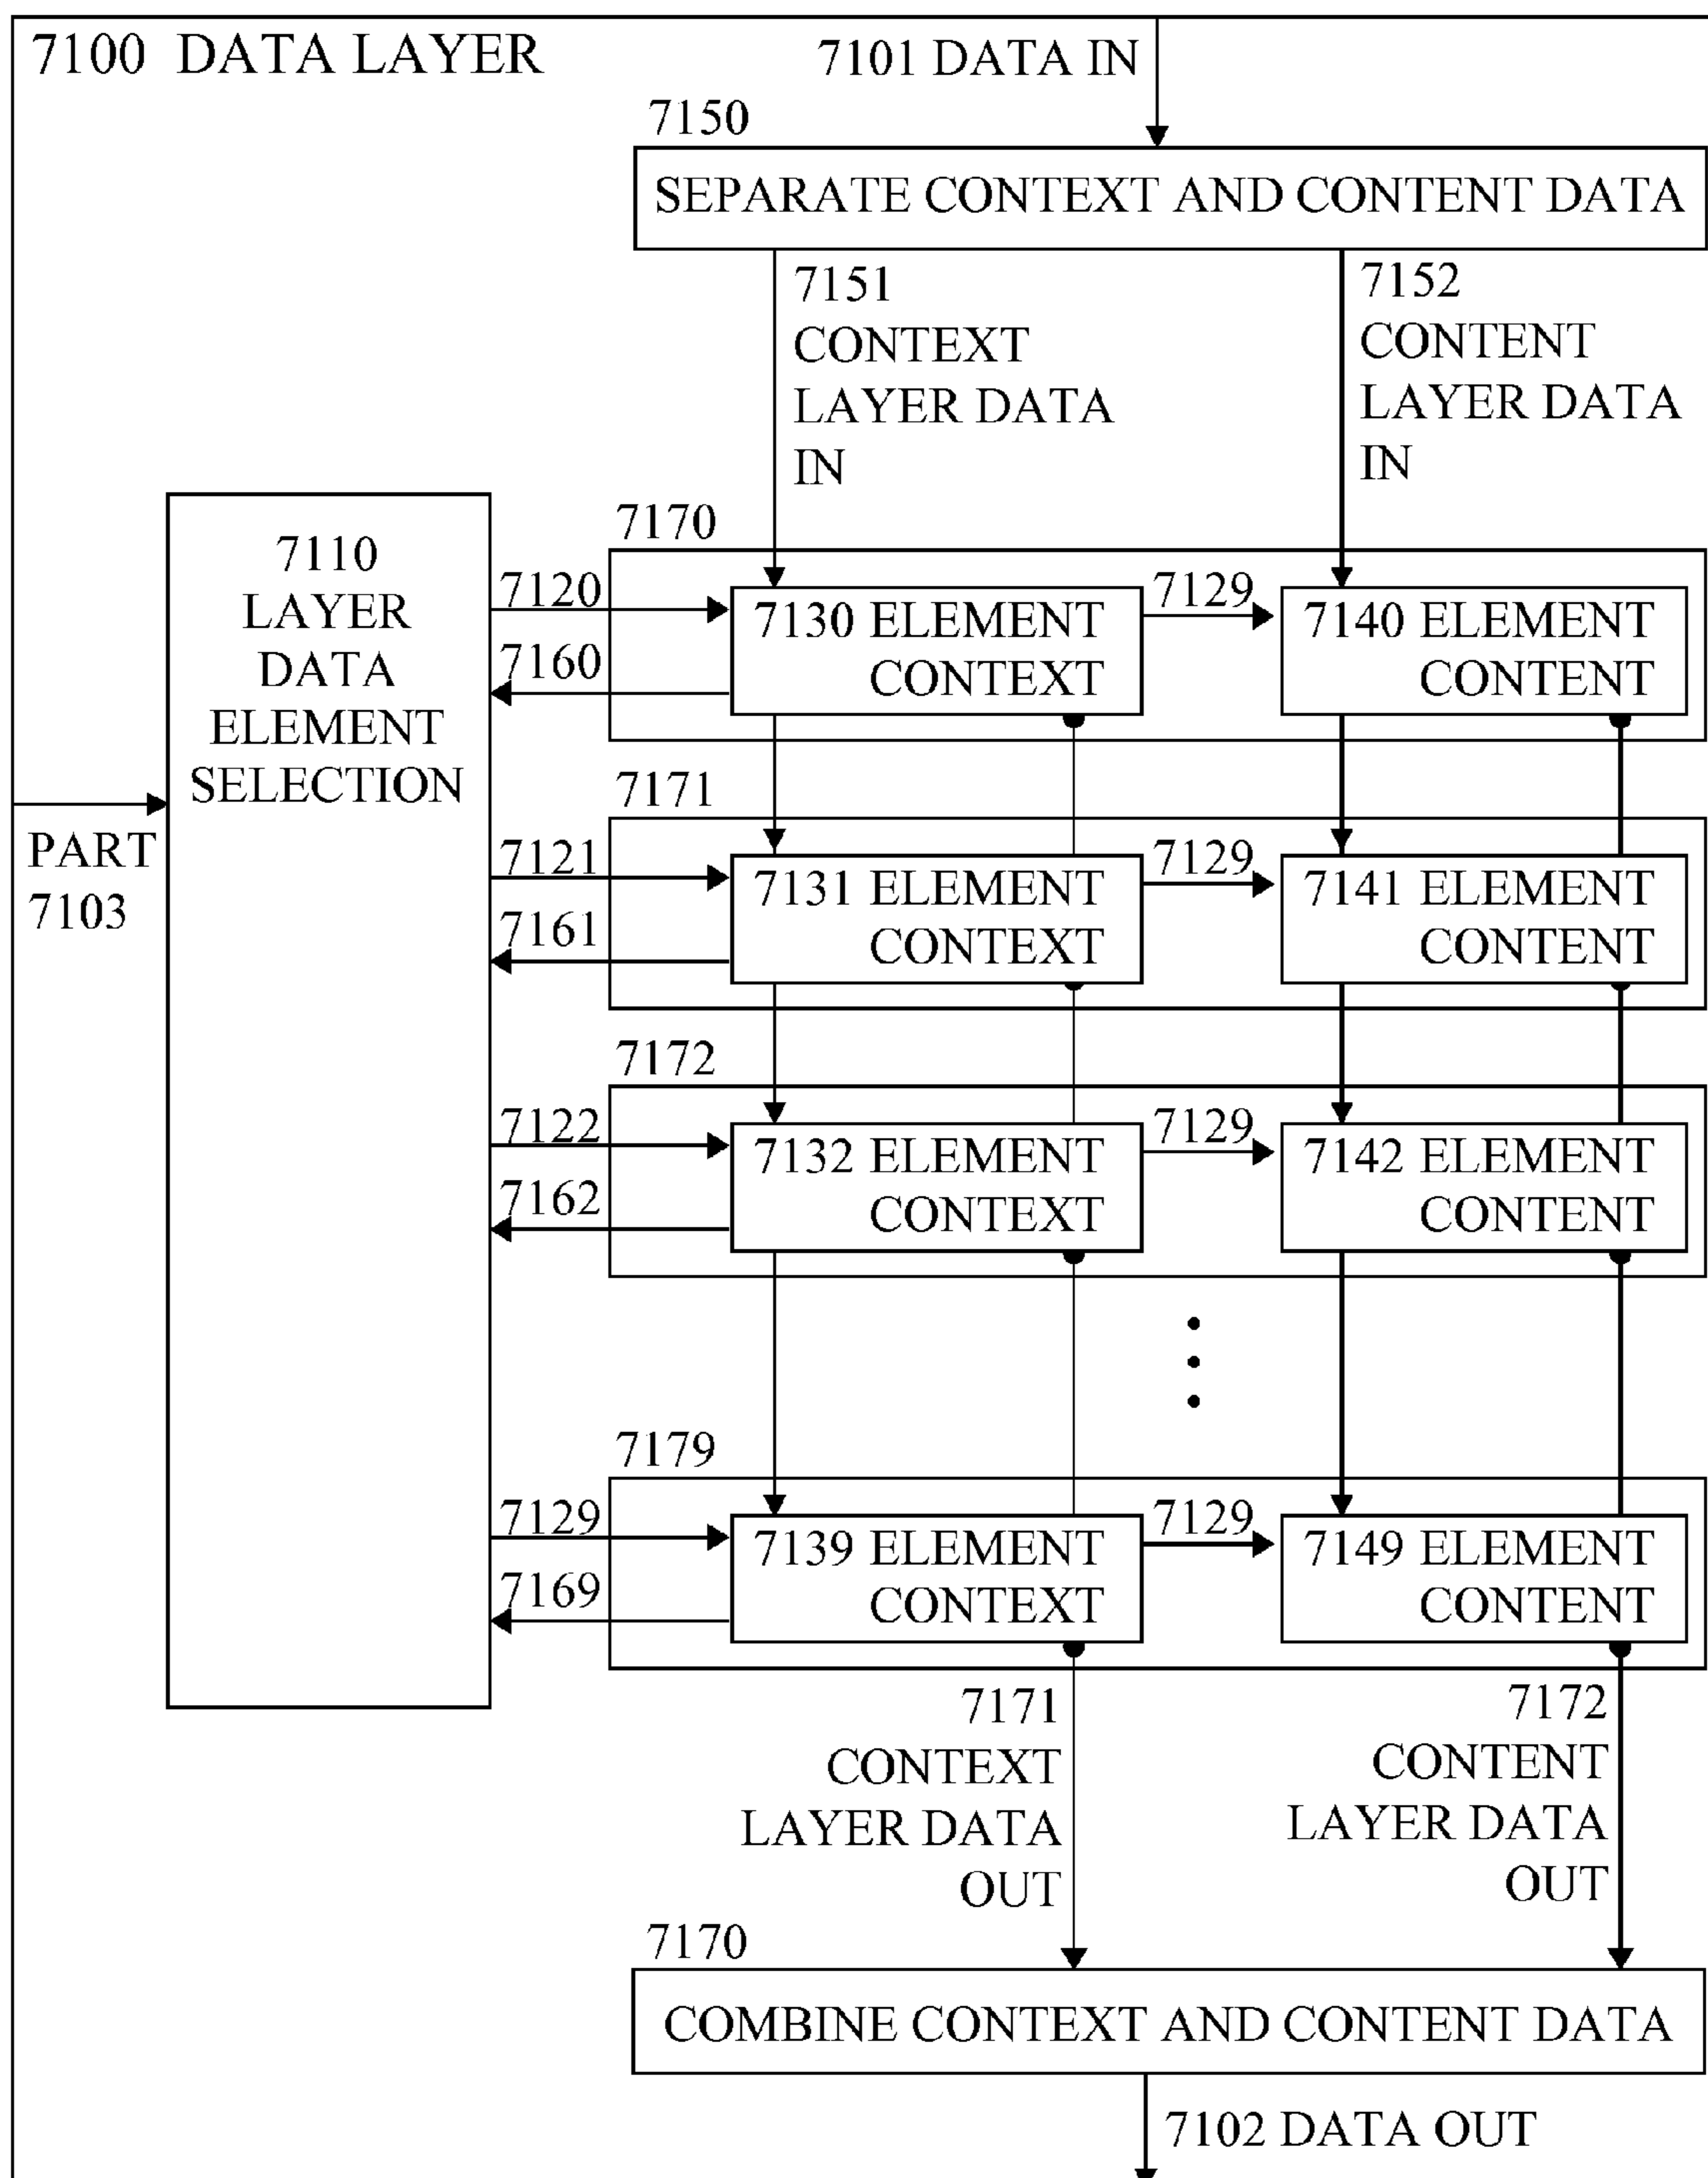 7100 DATA LAYER
7101 DATA IN
7150
SEPARATE CONTEXT AND CONTENT DATA
7151
CONTEXT
LAYER DATA
IN
7152
CONTENT
LAYER DATA
IN
7110
LAYER
DATA
ELEMENT
SELECTION
PART
7103
7170
7120
7160
7130 ELEMENT
CONTEXT
7129
7140 ELEMENT
CONTENT
7171
7121
7161
7131 ELEMENT
CONTEXT
7129
7141 ELEMENT
CONTENT
7172
7122
7162
7132 ELEMENT
CONTEXT
7129
7142 ELEMENT
CONTENT
7179
7129
7169
7139 ELEMENT
CONTEXT
7129
7149 ELEMENT
CONTENT
7171
CONTEXT
LAYER DATA
OUT
7172
CONTENT
LAYER DATA
OUT
7170
COMBINE CONTEXT AND CONTENT DATA
7102 DATA OUT